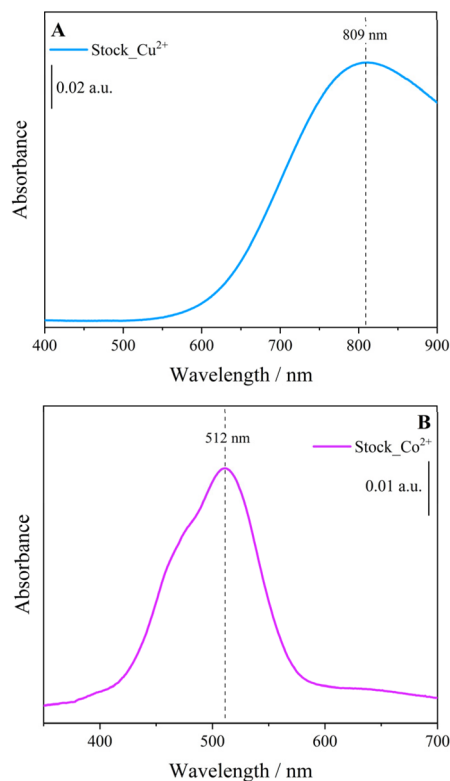 A
809 nm
Stock_Cu²⁺
0.02 a.u.
Absorbance
400 500 600 700 800 900
Wavelength / nm
B
512 nm
Stock_Co²⁺
0.01 a.u.
Absorbance
400 500 600 700
Wavelength / nm